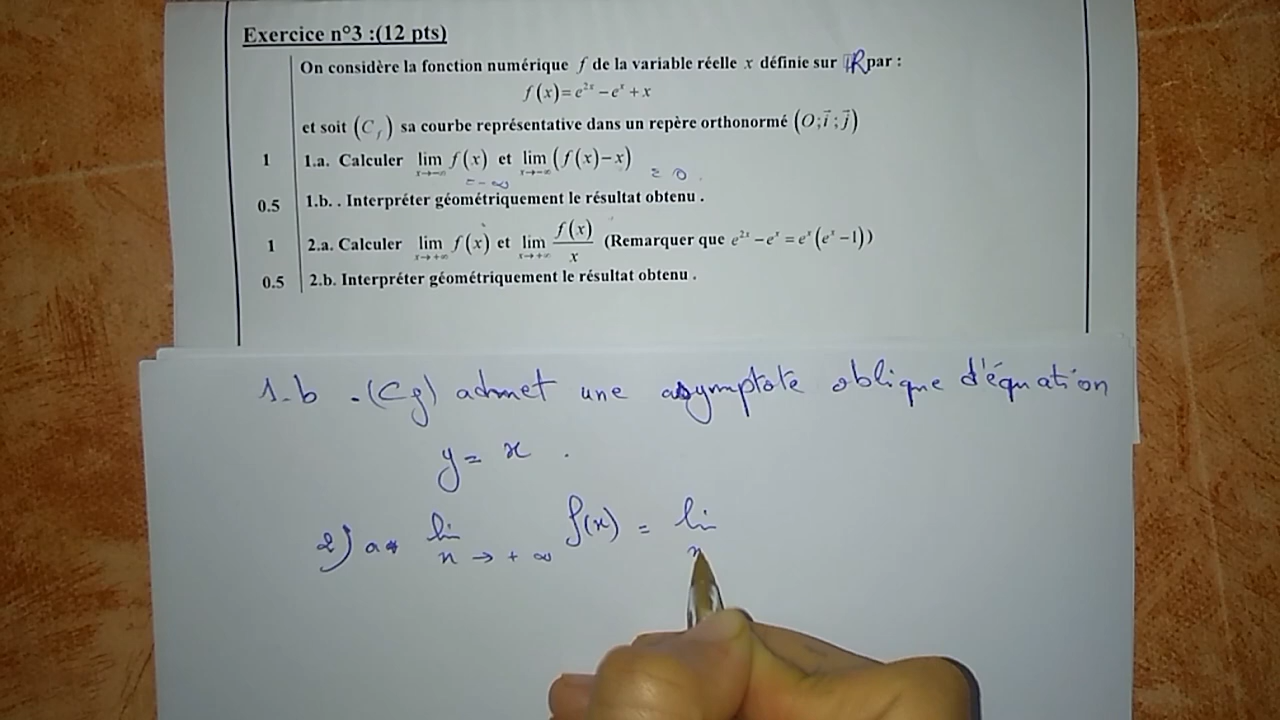 Exercice n°3 :(12 pts)
On considère la fonction numérique f de la variable réelle x définie sur ℝ par :
f(x)=e^{2x}-e^x+x
et soit (C_f) sa courbe représentative dans un repère orthonormé (O;i⃗;j⃗)
1 1.a. Calculer lim_{x→-∞} f(x) et lim_{x→-∞} (f(x)-x)
=-∞ = 0
0.5 1.b. . Interpréter géométriquement le résultat obtenu .
1 2.a. Calculer lim_{x→+∞} f(x) et lim_{x→+∞} f(x)/x (Remarquer que e^{2x}-e^x=e^x(e^x-1))
0.5 2.b. Interpréter géométriquement le résultat obtenu .
1-b .(Cf) admet une asymptote oblique d'équation
y = x .
2) a. lim_{x→+∞} f(x) = lim